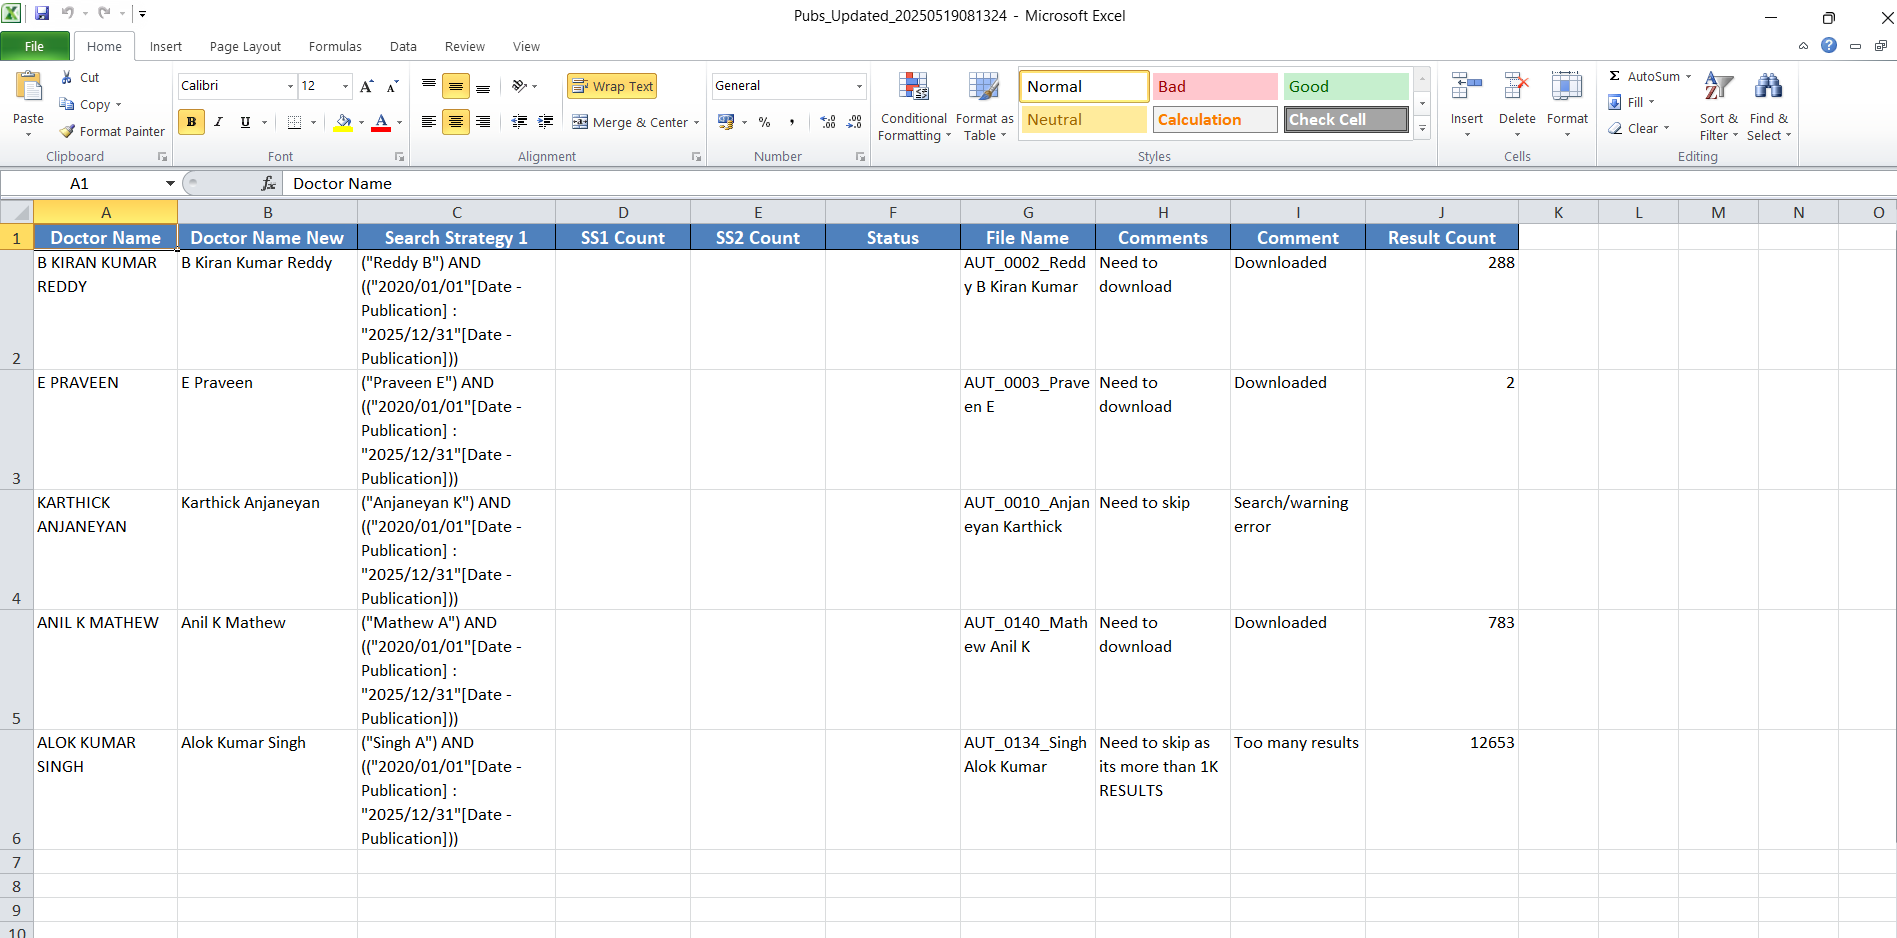 Pubs_Updated_20250519081324 - Microsoft Excel
File Home Insert Page Layout Formulas Data Review View
Paste
Cut
Copy
Format Painter
Clipboard
Calibri 12
B I U
Font
Wrap Text
Merge & Center
Alignment
General
%
Number
Conditional Formatting
Format as Table
Normal Bad Good
Neutral Calculation Check Cell
Styles
Insert Delete Format
Cells
Σ AutoSum
Fill
Clear
Sort & Filter
Find & Select
Editing
A1 fx Doctor Name
A B C D E F G H I J K L M N O
1 Doctor Name Doctor Name New Search Strategy 1 SS1 Count SS2 Count Status File Name Comments Comment Result Count
B KIRAN KUMAR
REDDY
B Kiran Kumar Reddy
("Reddy B") AND
(("2020/01/01"[Date -
Publication] :
"2025/12/31"[Date -
Publication]))
AUT_0002_Redd
y B Kiran Kumar
Need to
download
Downloaded
288
2
E PRAVEEN
E Praveen
("Praveen E") AND
(("2020/01/01"[Date -
Publication] :
"2025/12/31"[Date -
Publication]))
AUT_0003_Prave
en E
Need to
download
Downloaded
2
3
KARTHICK
ANJANEYAN
Karthick Anjaneyan
("Anjaneyan K") AND
(("2020/01/01"[Date -
Publication] :
"2025/12/31"[Date -
Publication]))
AUT_0010_Anjan
eyan Karthick
Need to skip
Search/warning
error
4
ANIL K MATHEW
Anil K Mathew
("Mathew A") AND
(("2020/01/01"[Date -
Publication] :
"2025/12/31"[Date -
Publication]))
AUT_0140_Math
ew Anil K
Need to
download
Downloaded
783
5
ALOK KUMAR
SINGH
Alok Kumar Singh
("Singh A") AND
(("2020/01/01"[Date -
Publication] :
"2025/12/31"[Date -
Publication]))
AUT_0134_Singh
Alok Kumar
Need to skip as
its more than 1K
RESULTS
Too many results
12653
6
7
8
9
10